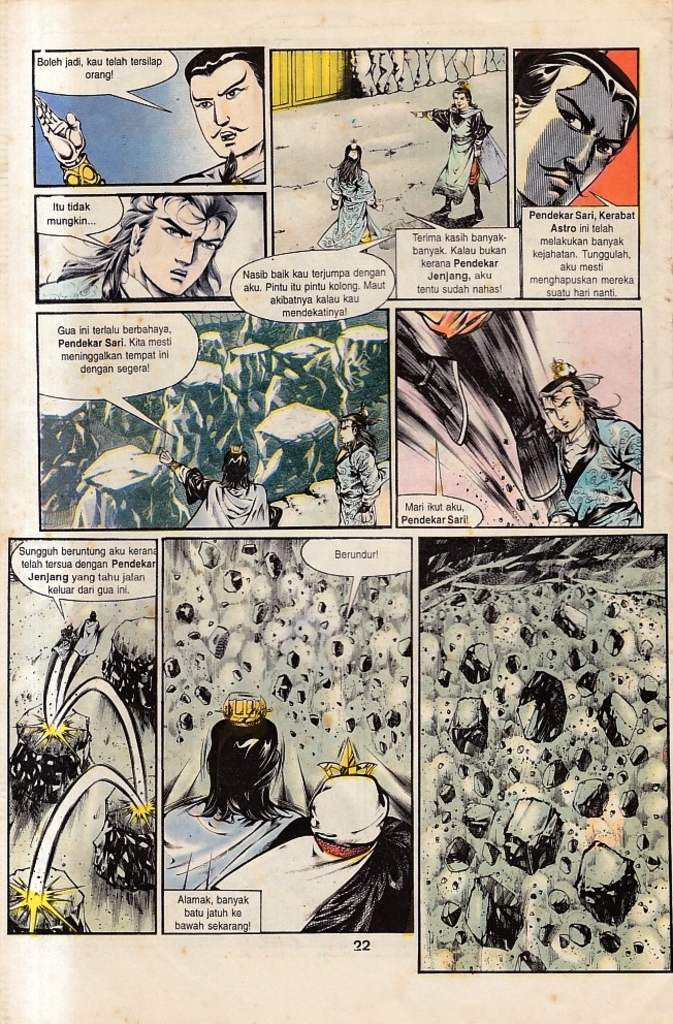 Boleh jadi, kau telah tersilap
orang!
Itu tidak
mungkin...
Nasib baik kau terjumpa dengan
aku. Pintu itu pintu kolong. Maut
akibatnya kalau kau
mendekatinya!
Terima kasih banyak-
banyak. Kalau bukan
kerana Pendekar
Jenjang, aku
tentu sudah nahas!
Pendekar Sari, Kerabat
Astro ini telah
melakukan banyak
kejahatan. Tunggulah,
aku mesti
menghapuskan mereka
suatu hari nanti.
Gua ini terlalu berbahaya,
Pendekar Sari. Kita mesti
meninggalkan tempat ini
dengan segera!
Mari ikut aku,
Pendekar Sari!
Sungguh beruntung aku kerana
telah tersua dengan Pendekar
Jenjang yang tahu jalan
keluar dari gua ini.
Berundur!
Alamak, banyak
batu jatuh ke
bawah sekarang!
22